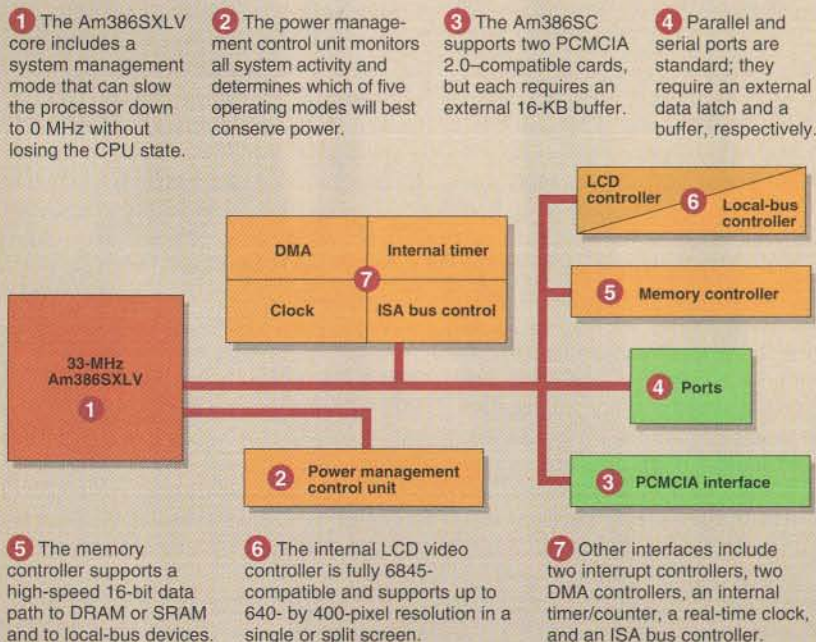 1 The Am386SXLV
core includes a
system management
mode that can slow
the processor down
to 0 MHz without
losing the CPU state.
2 The power manage-
ment control unit monitors
all system activity and
determines which of five
operating modes will best
conserve power.
3 The Am386SC
supports two PCMCIA
2.0–compatible cards,
but each requires an
external 16-KB buffer.
4 Parallel and
serial ports are
standard; they
require an external
data latch and a
buffer, respectively.
LCD
controller
6
Local-bus
controller
DMA
Internal timer
7
Clock
ISA bus control
5 Memory controller
33-MHz
Am386SXLV
1
4 Ports
2 Power management
control unit
3 PCMCIA interface
5 The memory
controller supports a
high-speed 16-bit data
path to DRAM or SRAM
and to local-bus devices.
6 The internal LCD video
controller is fully 6845-
compatible and supports up to
640- by 400-pixel resolution in a
single or split screen.
7 Other interfaces include
two interrupt controllers, two
DMA controllers, an internal
timer/counter, a real-time clock,
and an ISA bus controller.